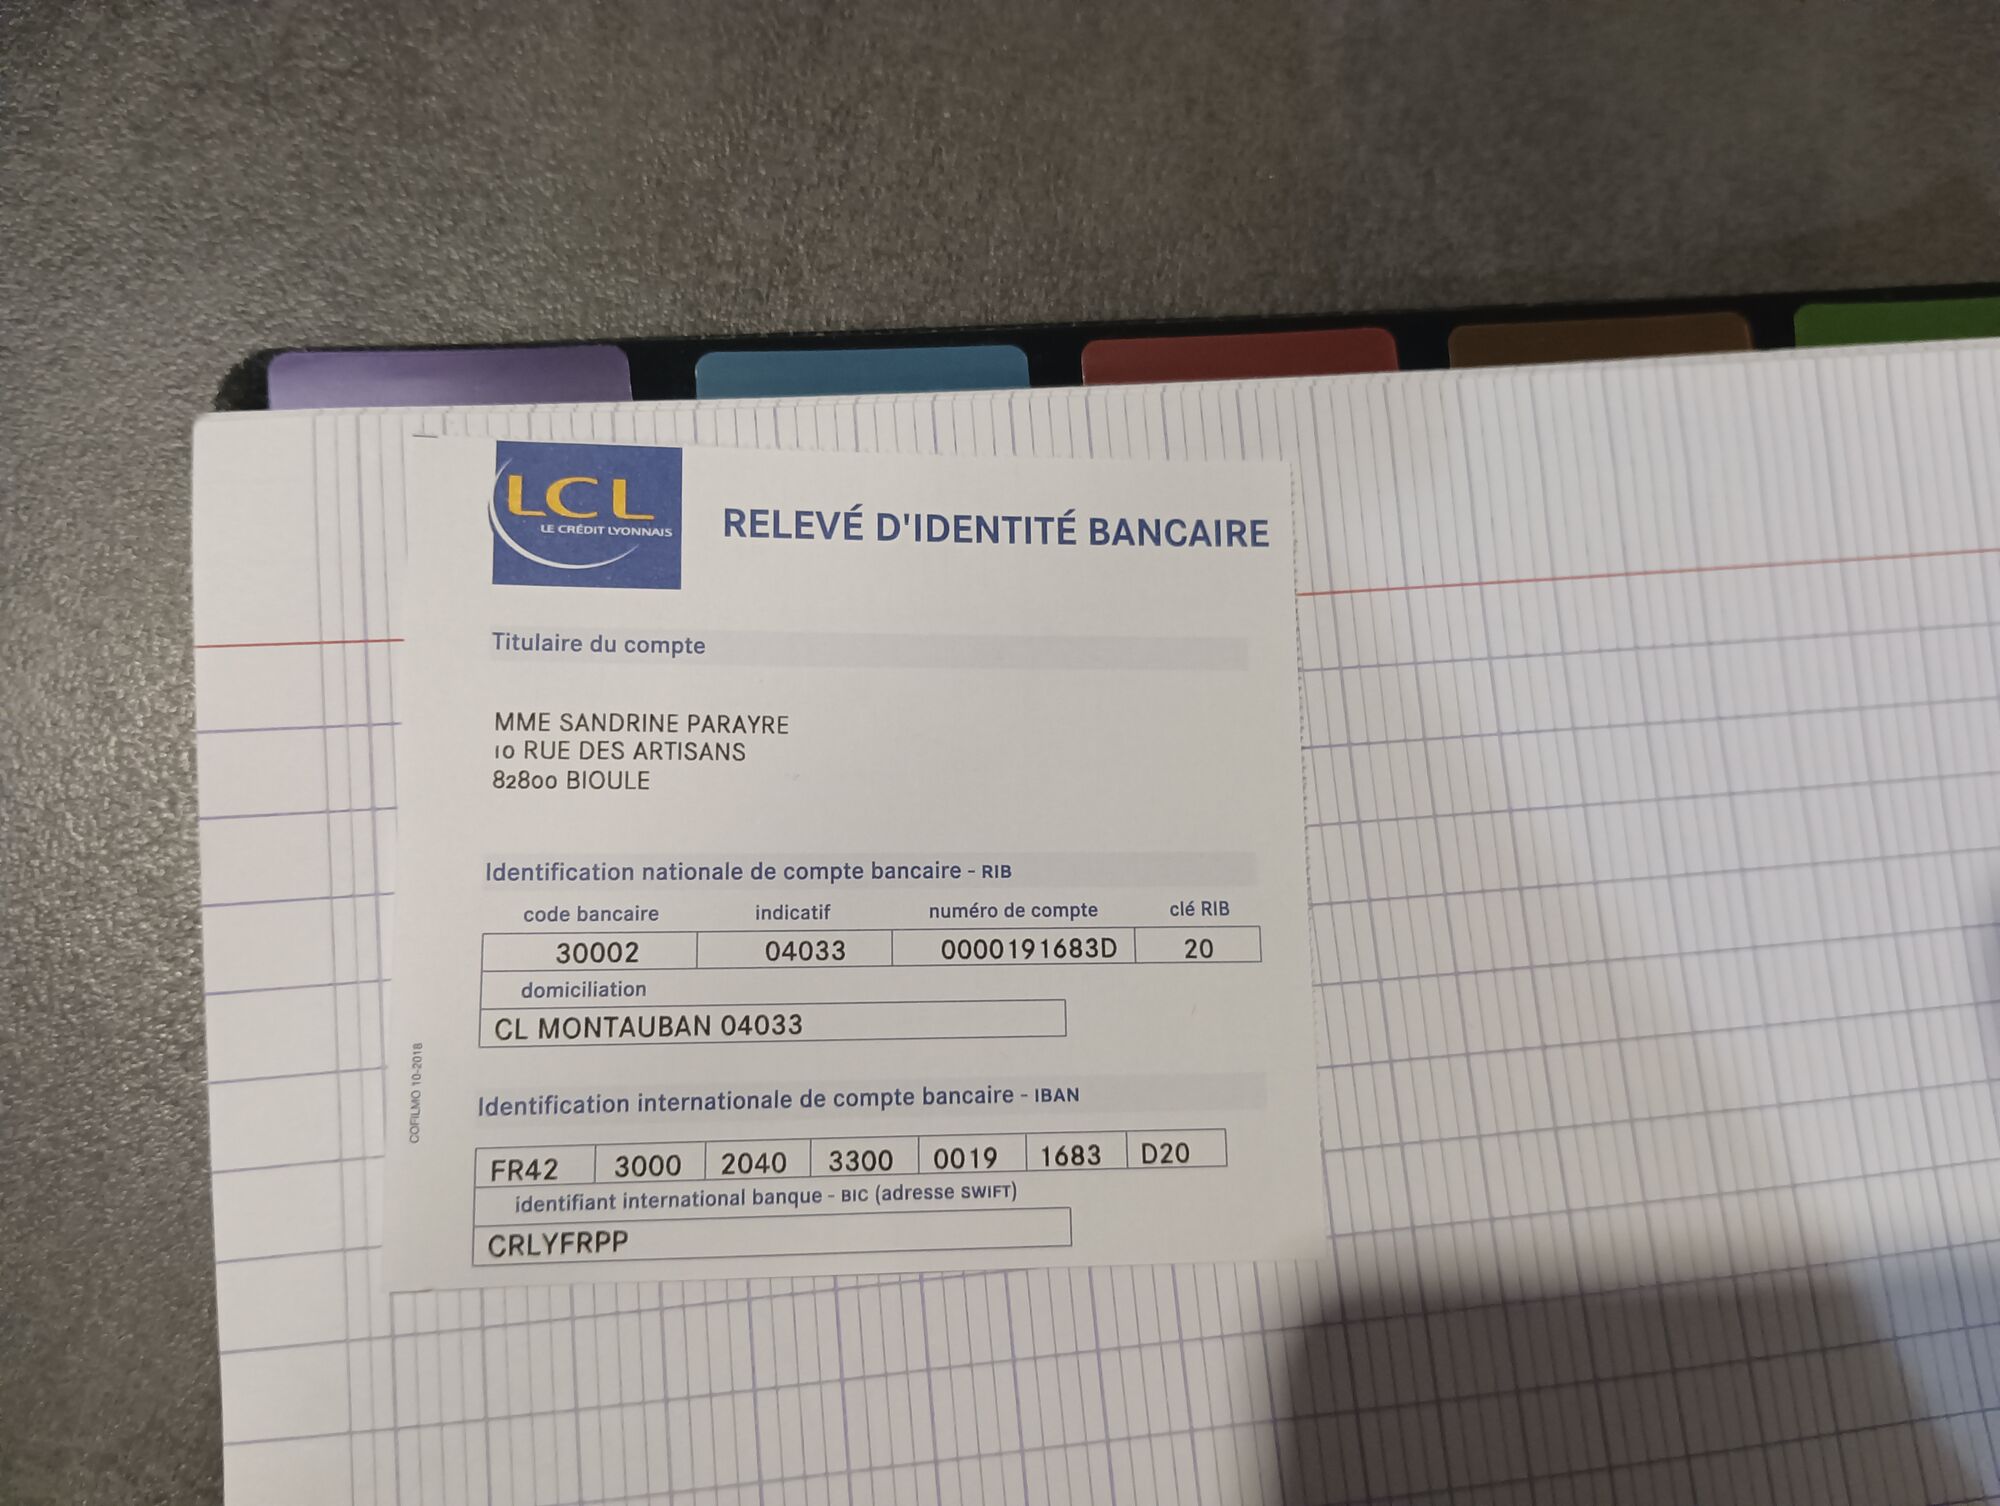 LCL
LE CRÉDIT LYONNAIS
RELEVÉ D'IDENTITÉ BANCAIRE
Titulaire du compte
MME SANDRINE PARAYRE
10 RUE DES ARTISANS
82800 BIOULE
Identification nationale de compte bancaire - RIB
code bancaire indicatif numéro de compte clé RIB
30002 04033 0000191683D 20
domiciliation
CL MONTAUBAN 04033
COFILMO 10-2018
Identification internationale de compte bancaire - IBAN
FR42 3000 2040 3300 0019 1683 D20
identifiant international banque - BIC (adresse SWIFT)
CRLYFRPP